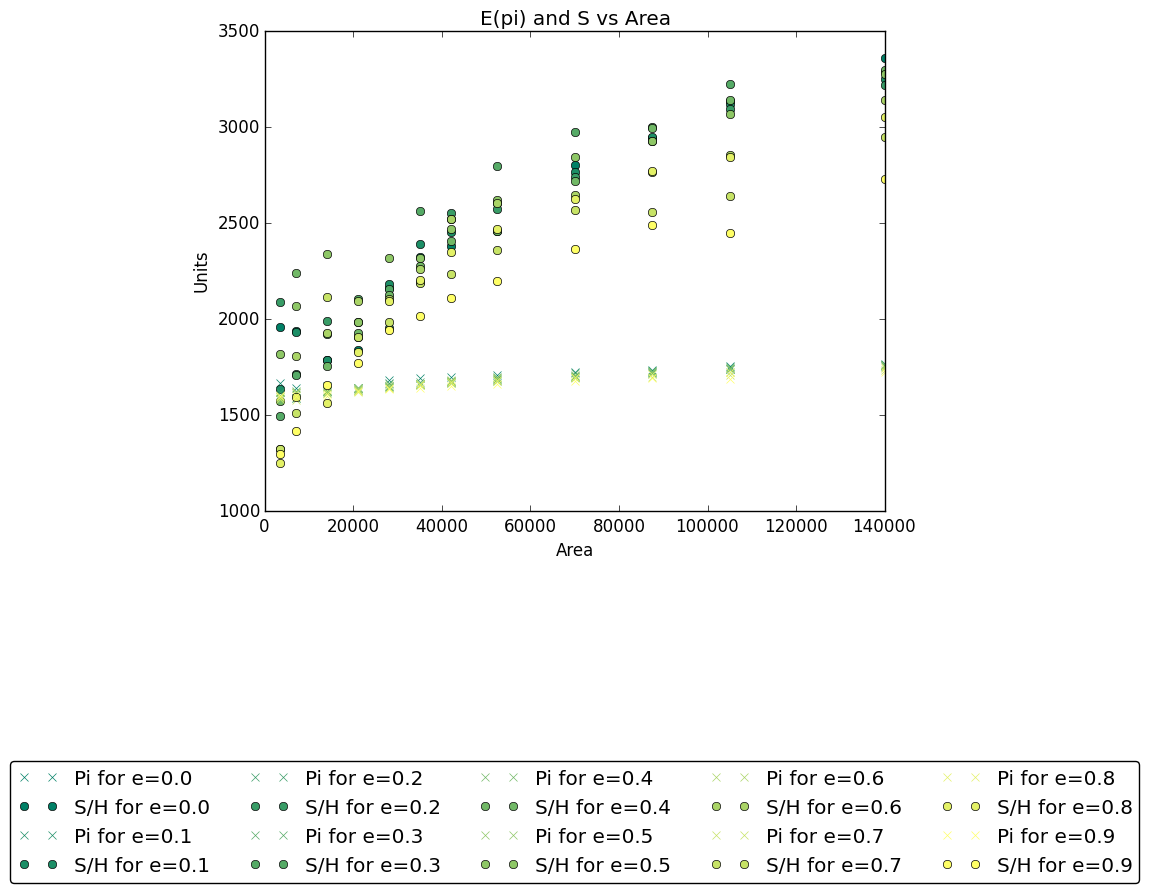 E(pi) and S vs Area
3500
3000
2500
2000
1500
1000
Units
0 20000 40000 60000 80000 100000 120000 140000
Area
Pi for e=0.0 Pi for e=0.2 Pi for e=0.4 Pi for e=0.6 Pi for e=0.8
S/H for e=0.0 S/H for e=0.2 S/H for e=0.4 S/H for e=0.6 S/H for e=0.8
Pi for e=0.1 Pi for e=0.3 Pi for e=0.5 Pi for e=0.7 Pi for e=0.9
S/H for e=0.1 S/H for e=0.3 S/H for e=0.5 S/H for e=0.7 S/H for e=0.9